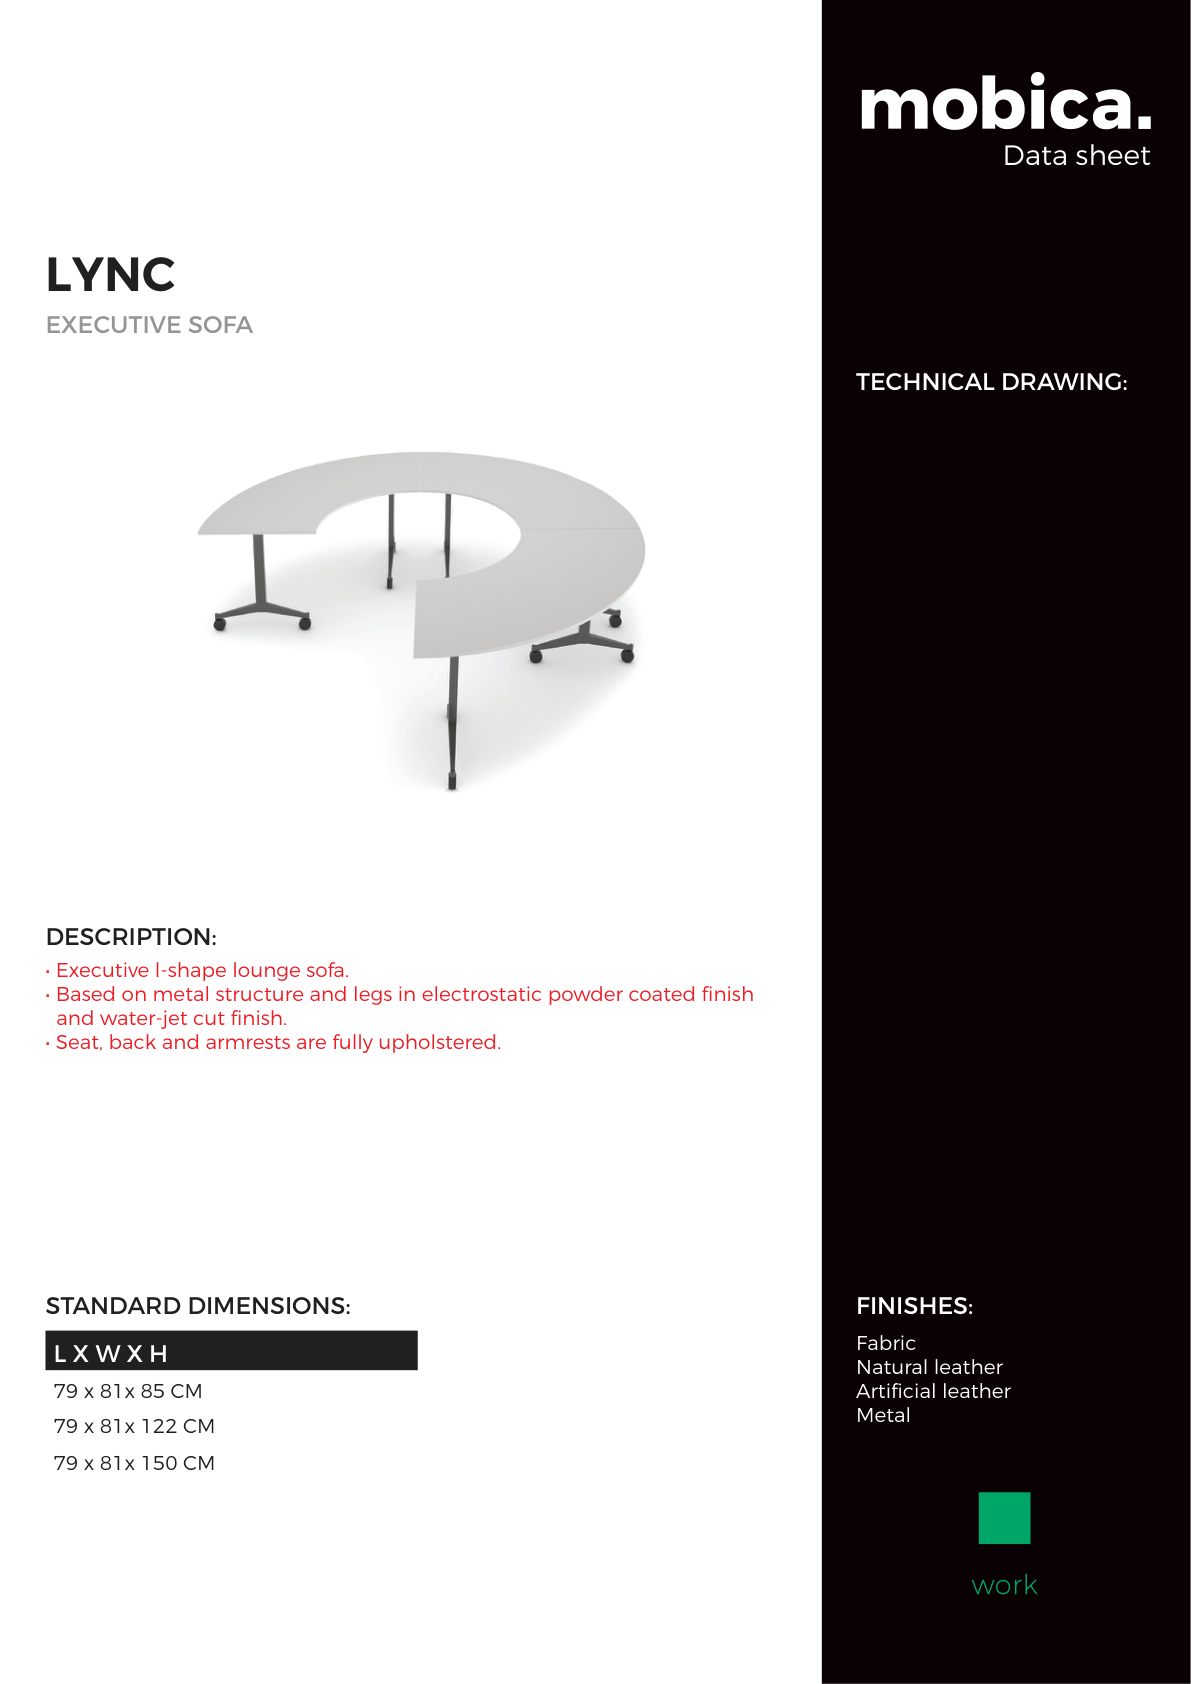 mobica.
Data sheet
LYNC
EXECUTIVE SOFA
TECHNICAL DRAWING:
DESCRIPTION:
• Executive l-shape lounge sofa.
• Based on metal structure and legs in electrostatic powder coated finish
and water-jet cut finish.
• Seat, back and armrests are fully upholstered.
STANDARD DIMENSIONS:
L X W X H
79 x 81x 85 CM
79 x 81x 122 CM
79 x 81x 150 CM
FINISHES:
Fabric
Natural leather
Artificial leather
Metal
work